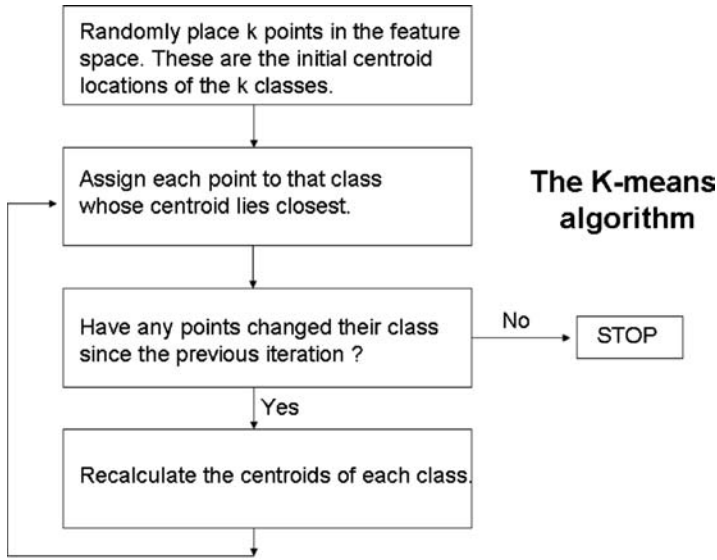 Randomly place k points in the feature
space. These are the initial centroid
locations of the k classes.
Assign each point to that class
whose centroid lies closest.
The K-means
algorithm
Have any points changed their class
since the previous iteration ?
No
STOP
Yes
Recalculate the centroids of each class.